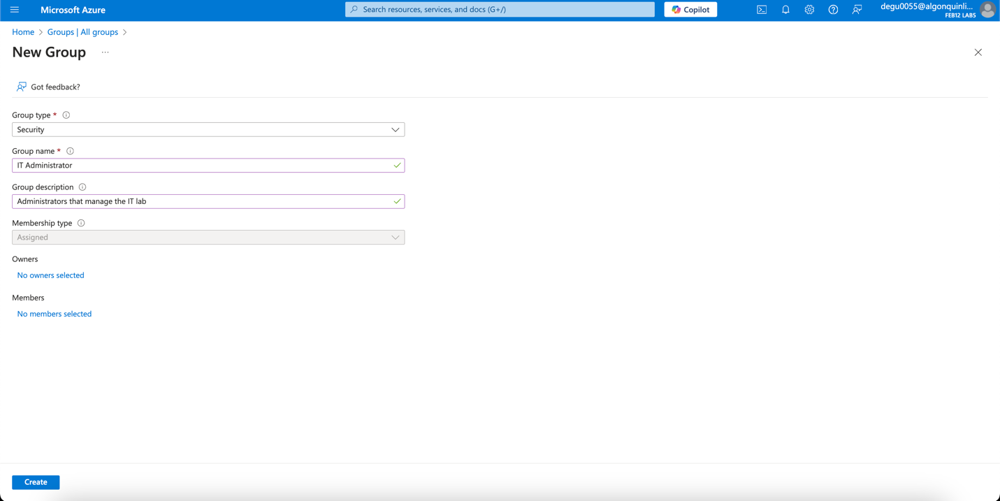 Microsoft Azure
Search resources, services, and docs (G+/)
Copilot
degu0055@algonquinli...
FEB12 LABS
Home > Groups | All groups >
New Group ...
Got feedback?
Group type *
Security
Group name *
IT Administrator
Group description
Administrators that manage the IT lab
Membership type
Assigned
Owners
No owners selected
Members
No members selected
Create